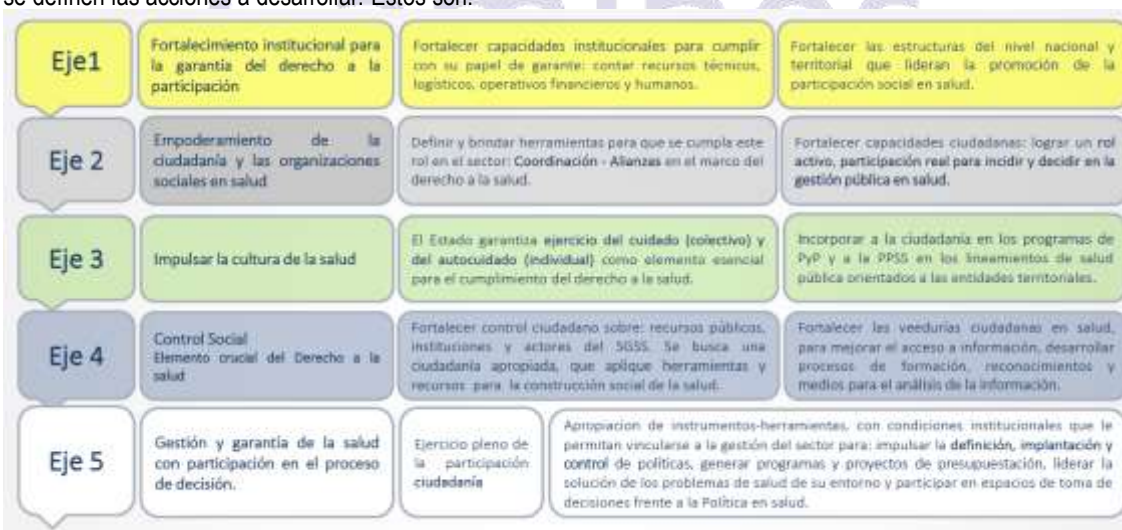 se definen las acciones a desarrollar. Estos son:
Eje1
Fortalecimiento institucional para
la garantía del derecho a la
participación
Fortalecer capacidades institucionales para cumplir
con su papel de garante: contar recursos técnicos,
logísticos, operativos financieros y humanos.
Fortalecer las estructuras del nivel nacional y
territorial que lideran la promoción de la
participación social en salud.
Eje 2
Empoderamiento de la
ciudadanía y las organizaciones
sociales en salud
Definir y brindar herramientas para que se cumpla este
rol en el sector: Coordinación - Alianzas en el marco del
derecho a la salud.
Fortalecer capacidades ciudadanas: lograr un rol
activo, participación real para incidir y decidir en la
gestión pública en salud.
Eje 3
Impulsar la cultura de la salud
El Estado garantiza ejercicio del cuidado (colectivo) y
del autocuidado (individual) como elemento esencial
para el cumplimiento del derecho a la salud.
Incorporar a la ciudadanía en los programas de
PyP y a la PPSS en los lineamientos de salud
pública orientados a las entidades territoriales.
Eje 4
Control Social
Elemento crucial del Derecho a la
salud
Fortalecer control ciudadano sobre: recursos públicos,
instituciones y actores del SGSS. Se busca una
ciudadanía apropiada, que aplique herramientas y
recursos para la construcción social de la salud.
Fortalecer las veedurías ciudadanas en salud,
para mejorar el acceso a información, desarrollar
procesos de formación, reconocimientos y
medios para el análisis de la información.
Eje 5
Gestión y garantía de la salud
con participación en el proceso
de decisión.
Ejercicio pleno de
la participación
ciudadanía
Apropiacion de instrumentos-herramientas, con condiciones institucionales que le
permitan vincularse a la gestión del sector para: impulsar la definición, implantación y
control de políticas, generar programas y proyectos de presupuestación, liderar la
solución de los problemas de salud de su entorno y participar en espacios de toma de
decisiones frente a la Política en salud.